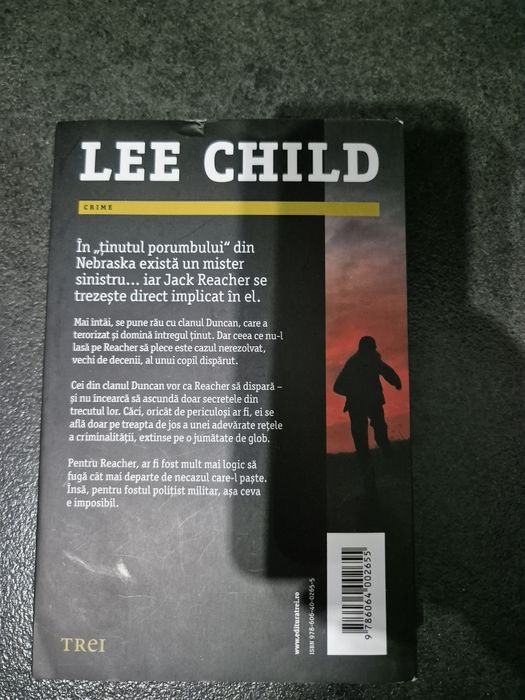 LEE CHILD
CRIME
În „ținutul porumbului“ din
Nebraska există un mister
sinistru... iar Jack Reacher se
trezește direct implicat în el.
Mai întâi, se pune rău cu clanul Duncan, care a
terorizat și domină întregul ținut. Dar ceea ce nu-l
lasă pe Reacher să plece este cazul nerezolvat,
vechi de decenii, al unui copil dispărut.
Cei din clanul Duncan vor ca Reacher să dispară –
și nu încearcă să ascundă doar secretele din
trecutul lor. Căci, oricât de periculoși ar fi, ei se
află doar pe treapta de jos a unei adevărate rețele
a criminalității, extinse pe o jumătate de glob.
Pentru Reacher, ar fi fost mult mai logic să
fugă cât mai departe de necazul care-l paște.
Însă, pentru fostul polițist militar, așa ceva
e imposibil.
TREI
www.edituratrei.ro
ISBN 978-606-40-0265-5
9 786064 002655